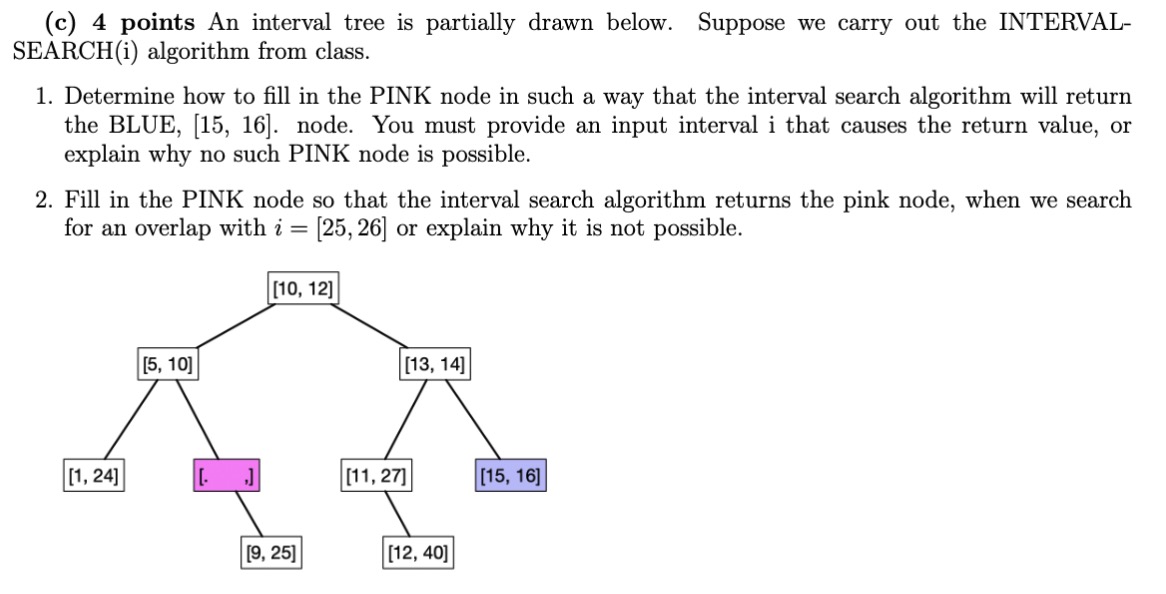 (c) 4 points An interval tree is partially drawn below. Suppose we carry out the INTERVAL-
SEARCH(i) algorithm from class.
1. Determine how to fill in the PINK node in such a way that the interval search algorithm will return
the BLUE, [15, 16]. node. You must provide an input interval i that causes the return value, or
explain why no such PINK node is possible.
2. Fill in the PINK node so that the interval search algorithm returns the pink node, when we search
for an overlap with i = [25, 26] or explain why it is not possible.
[10, 12]
[5, 10]
[13, 14]
[1, 24]
[. ,]
[11, 27]
[15, 16]
[9, 25]
[12, 40]